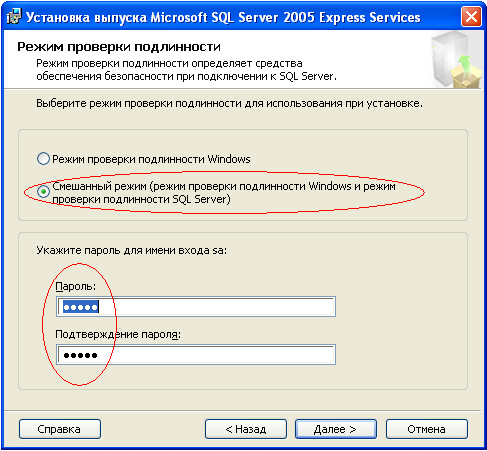 Установка выпуска Microsoft SQL Server 2005 Express Services
Режим проверки подлинности
Режим проверки подлинности определяет средства
обеспечения безопасности при подключении к SQL Server.
Выберите режим проверки подлинности для использования при установке.
Режим проверки подлинности Windows
Смешанный режим (режим проверки подлинности Windows и режим
проверки подлинности SQL Server)
Укажите пароль для имени входа sa:
Пароль:
●●●●●
Подтверждение пароля:
●●●●●
Справка
< Назад
Далее >
Отмена